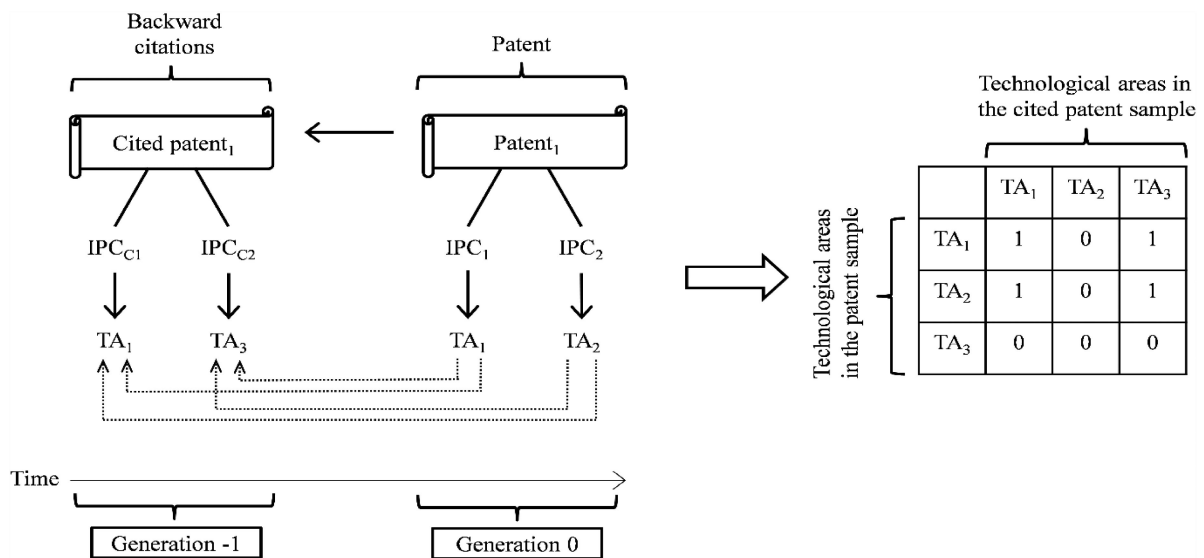 Backward
citations
Patent
Cited patent₁
Patent₁
IPC_C1
IPC_C2
IPC₁
IPC₂
TA₁
TA₃
TA₁
TA₂
Time
Generation -1
Generation 0
Technological areas in
the cited patent sample
Technological areas
in the patent sample
TA₁ TA₂ TA₃
TA₁ 1 0 1
TA₂ 1 0 1
TA₃ 0 0 0